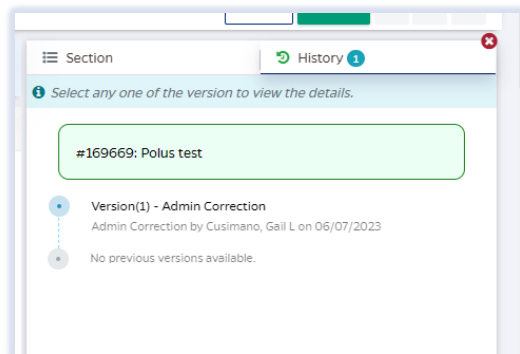 Section
History 1
Select any one of the version to view the details.
#169669: Polus test
Version(1) - Admin Correction
Admin Correction by Cusimano, Gail L on 06/07/2023
No previous versions available.